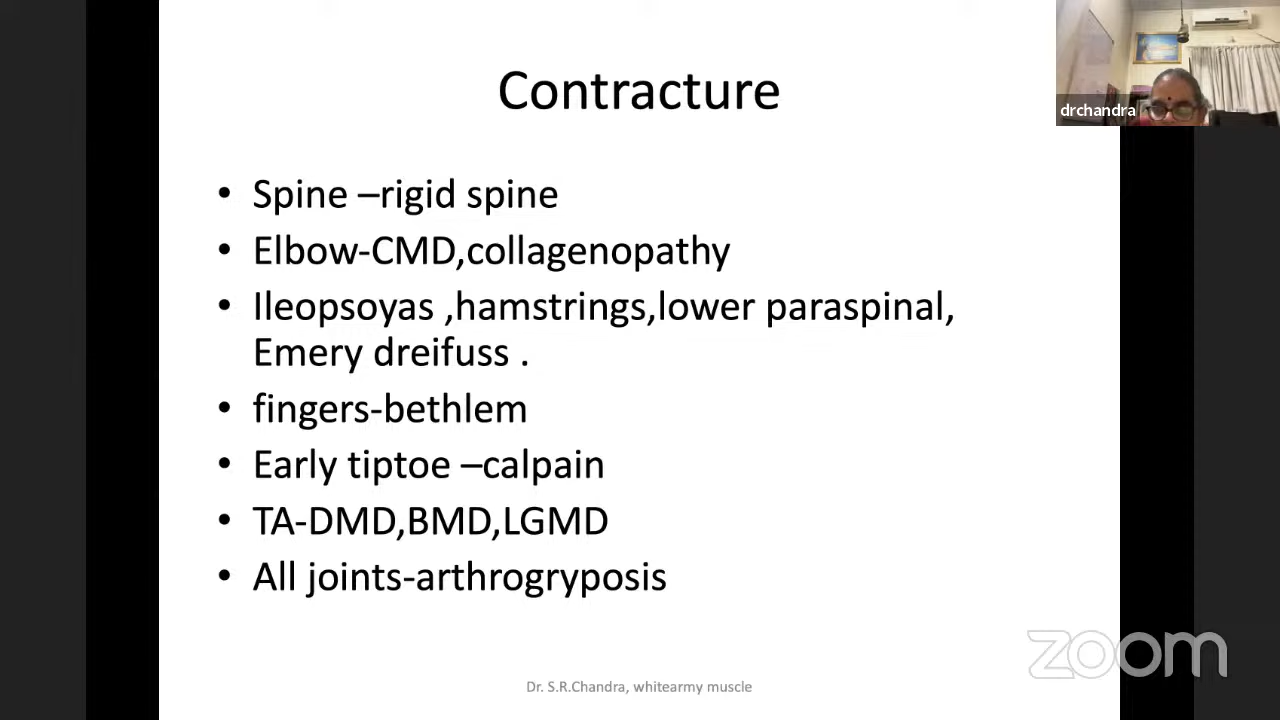 Contracture
drchandra
• Spine –rigid spine
• Elbow-CMD,collagenopathy
• Ileopsoyas ,hamstrings,lower paraspinal,
Emery dreifuss .
• fingers-bethlem
• Early tiptoe –calpain
• TA-DMD,BMD,LGMD
• All joints-arthrogryposis
zoom
Dr. S.R.Chandra, whitearmy muscle